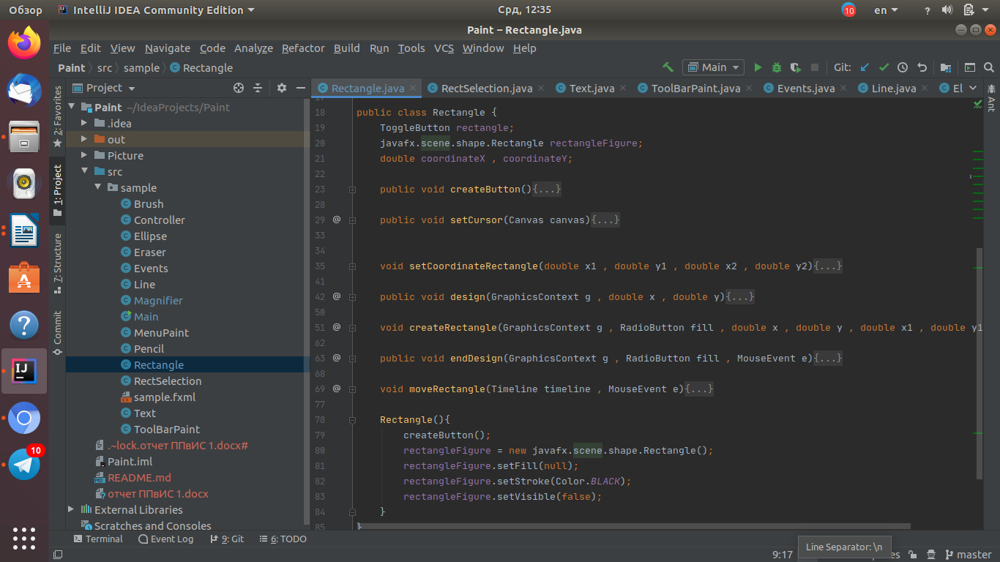 Обзор IntelliJ IDEA Community Edition Срд, 12:35 10 en ?
Paint – Rectangle.java
File Edit View Navigate Code Analyze Refactor Build Run Tools VCS Window Help
Paint src sample Rectangle Main Git:
Project Rectangle.java RectSelection.java Text.java ToolBarPaint.java Events.java Line.java El
2: Favorites
1: Project
7: Structure
Commit
Ant
Paint ~/IdeaProjects/Paint
.idea
out
Picture
src
sample
Brush
Controller
Ellipse
Eraser
Events
Line
Magnifier
Main
MenuPaint
Pencil
Rectangle
RectSelection
sample.fxml
Text
ToolBarPaint
.~lock.отчет ППвИС 1.docx#
Paint.iml
README.md
отчет ППвИС 1.docx
External Libraries
Scratches and Consoles
18 public class Rectangle {
19 ToggleButton rectangle;
20 javafx.scene.shape.Rectangle rectangleFigure;
21 double coordinateX , coordinateY;
22
23 public void createButton(){...}
28
29 @ public void setCursor(Canvas canvas){...}
33
34
35 void setCoordinateRectangle(double x1 , double y1 , double x2 , double y2){...}
41
42 @ public void design(GraphicsContext g , double x , double y){...}
50
51 @ void createRectangle(GraphicsContext g , RadioButton fill , double x , double y , double x1 , double y1
62
63 @ public void endDesign(GraphicsContext g , RadioButton fill , MouseEvent e){...}
68
69 @ void moveRectangle(Timeline timeline , MouseEvent e){...}
77
78 Rectangle(){
79 createButton();
80 rectangleFigure = new javafx.scene.shape.Rectangle();
81 rectangleFigure.setFill(null);
82 rectangleFigure.setStroke(Color.BLACK);
83 rectangleFigure.setVisible(false);
84 }
85 }
10
Terminal Event Log 9: Git 6: TODO
9:17 Line Separator: \n master